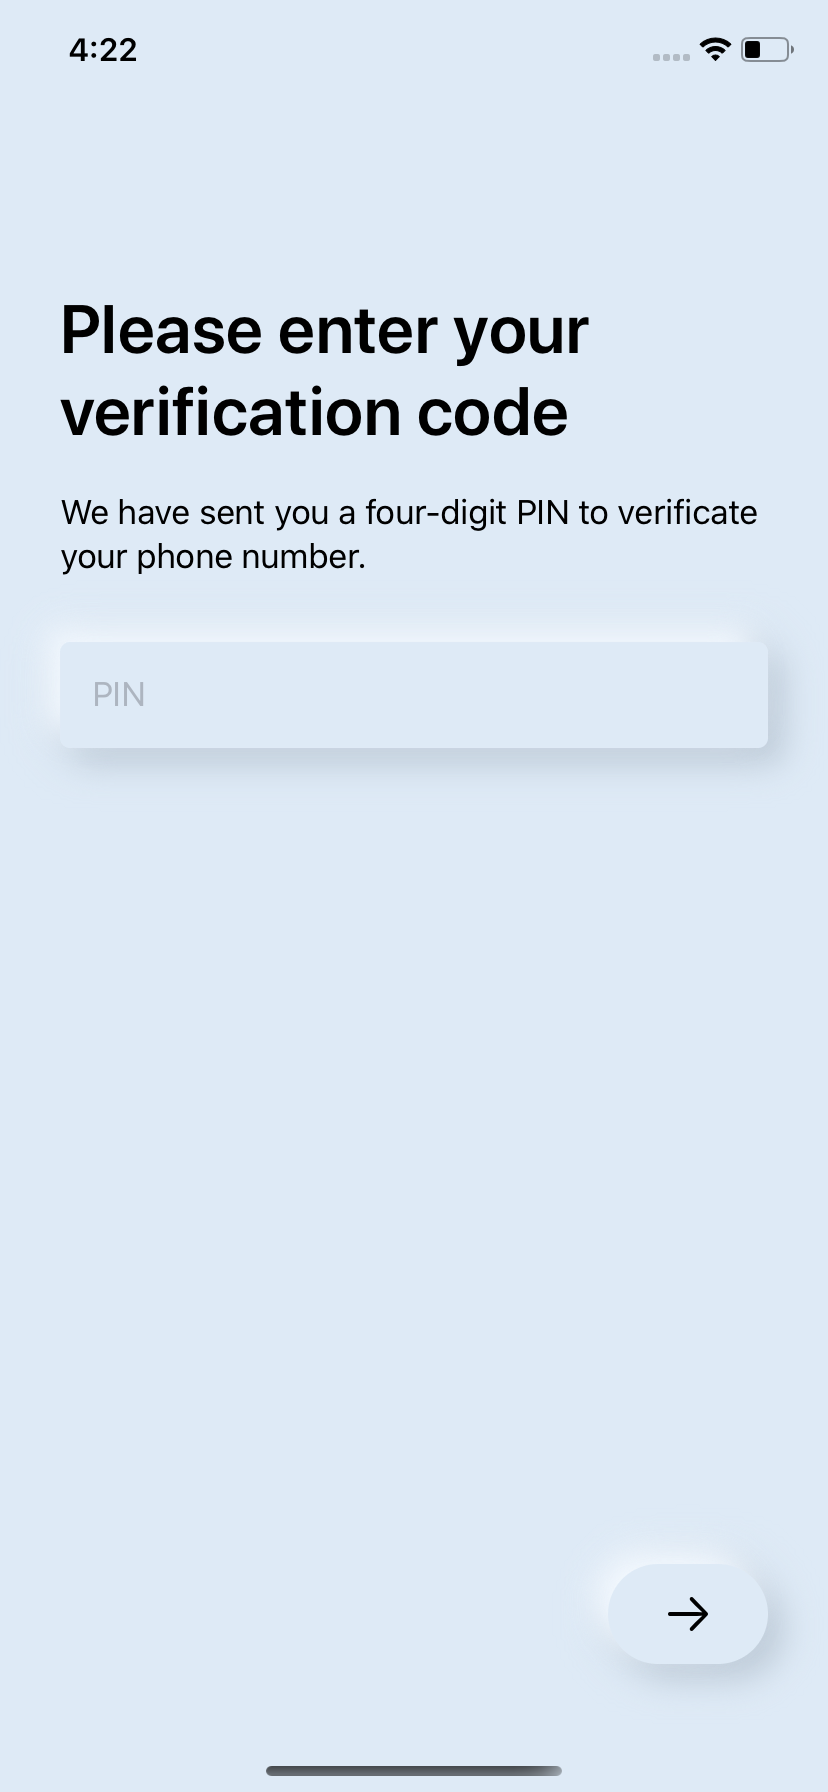 4:22
Please enter your
verification code
We have sent you a four-digit PIN to verificate
your phone number.
PIN